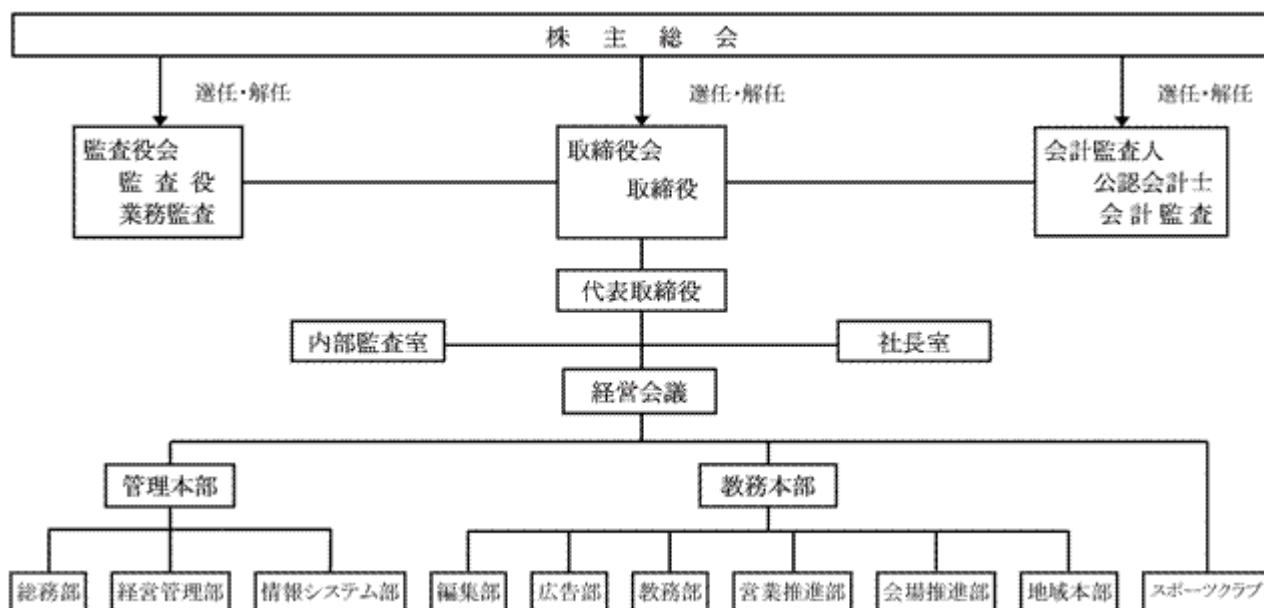 株主総会
選任・解任
選任・解任
選任・解任
監査役会
監査役
業務監査
取締役会
取締役
会計監査人
公認会計士
会計監査
代表取締役
内部監査室
社長室
経営会議
管理本部
教務本部
総務部
経営管理部
情報システム部
編集部
広告部
教務部
営業推進部
会場推進部
地域本部
スポーツクラブ